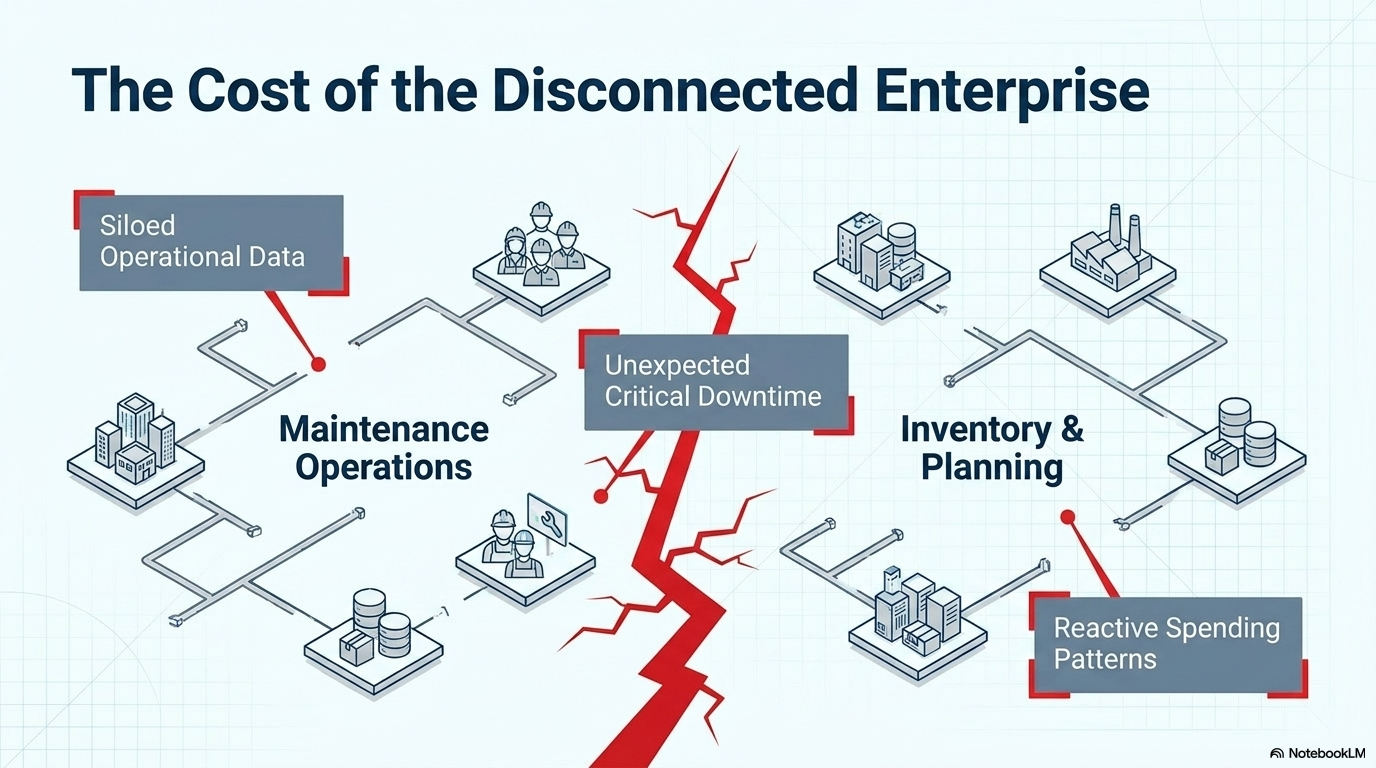 The Cost of the Disconnected Enterprise
Siloed
Operational Data
Unexpected
Critical Downtime
Maintenance
Operations
Inventory &
Planning
Reactive Spending
Patterns
NotebookLM